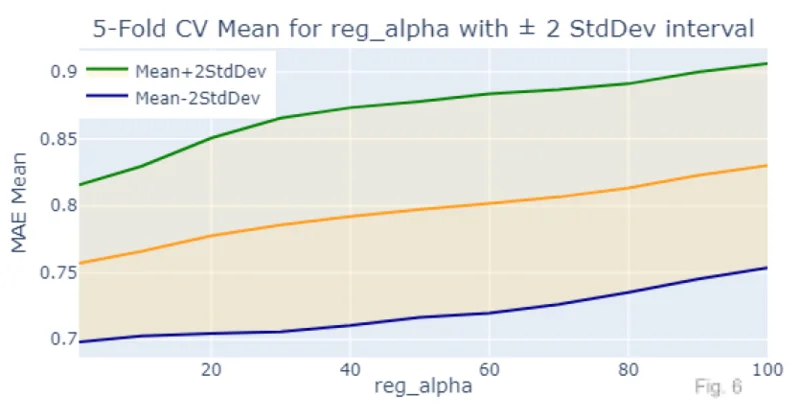 5-Fold CV Mean for reg_alpha with ± 2 StdDev interval
Mean+2StdDev
Mean-2StdDev
MAE Mean
0.9
0.85
0.8
0.75
0.7
20
40
60
80
100
reg_alpha
Fig. 6